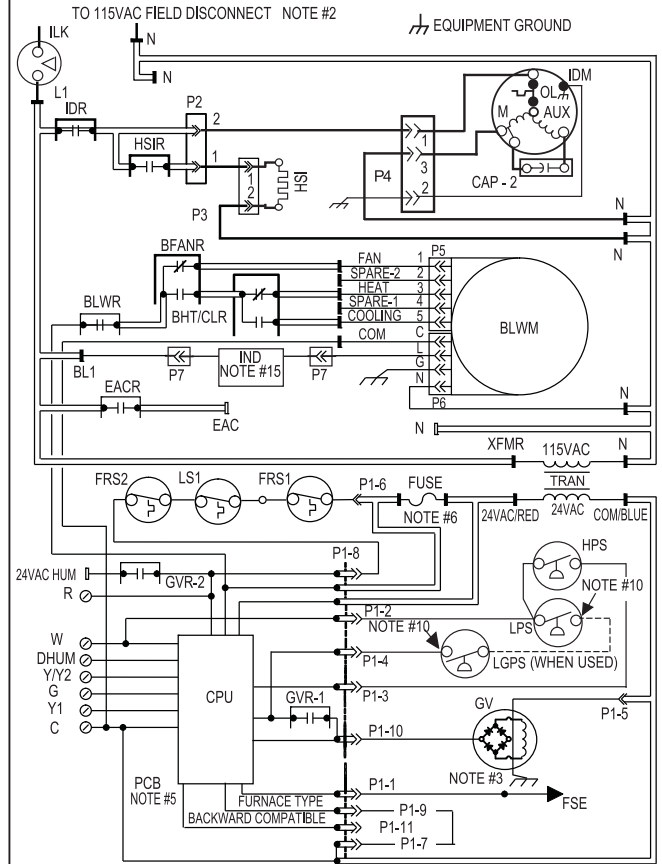 TO 115VAC FIELD DISCONNECT NOTE #2
EQUIPMENT GROUND
ILK
N
N
L1
IDR
P2
2
HSIR
1
1
2
HSI
P3
IDM
OL
M
AUX
1
3
2
P4
CAP - 2
N
N
BFANR
BLWR
BHT/CLR
FAN 1 P5
SPARE-2 2
HEAT 3
SPARE-1 4
COOLING 5
COM C
L
G
N
P6
BLWM
BL1
P7
IND
NOTE #15
P7
EACR
EAC
N
N
XFMR
115VAC
N
TRAN
24VAC/RED
24VAC
COM/BLUE
FRS2
LS1
FRS1
P1-6
FUSE
NOTE #6
P1-8
HPS
NOTE #10
24VAC HUM
GVR-2
R
P1-2
NOTE #10
LPS
W
DHUM
Y/Y2
G
Y1
C
CPU
P1-4
LGPS (WHEN USED)
P1-3
GVR-1
GV
P1-5
P1-10
NOTE #3
PCB
NOTE #5
P1-1
FURNACE TYPE
FSE
BACKWARD COMPATIBLE
P1-9
P1-11
P1-7